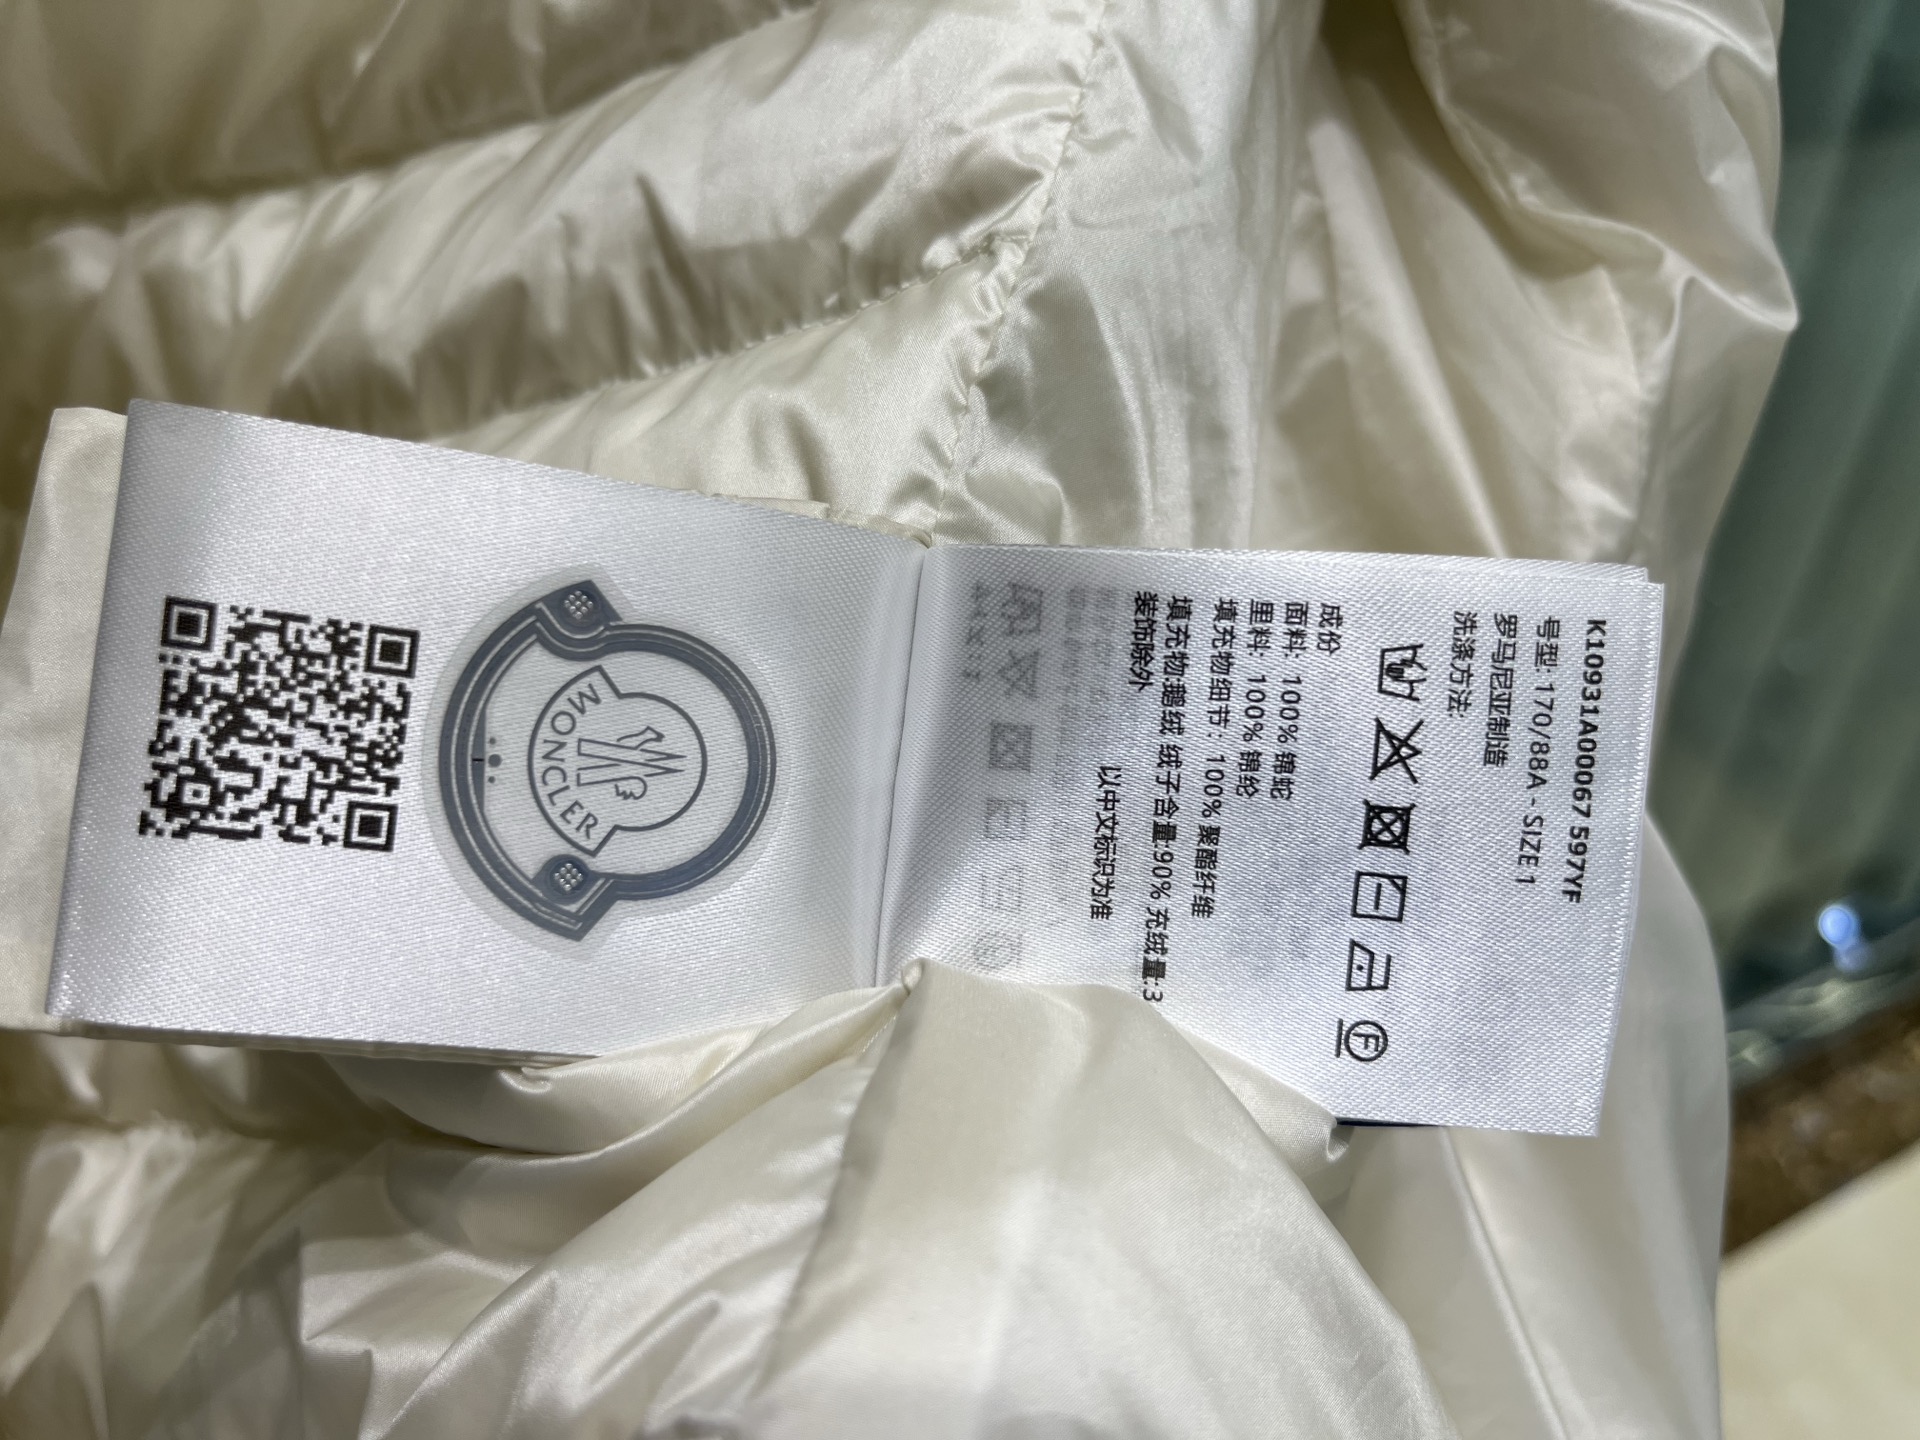 MONCLER
K10931A00067 597YF
号型: 170/88A - SIZE 1
罗马尼亚制造
洗涤方法:
F
成份
面料: 100% 锦纶
里料: 100% 锦纶
填充物细节: 100% 聚酯纤维
填充物:鹅绒 绒子含量:90% 充绒量:3
装饰除外
以中文标识为准